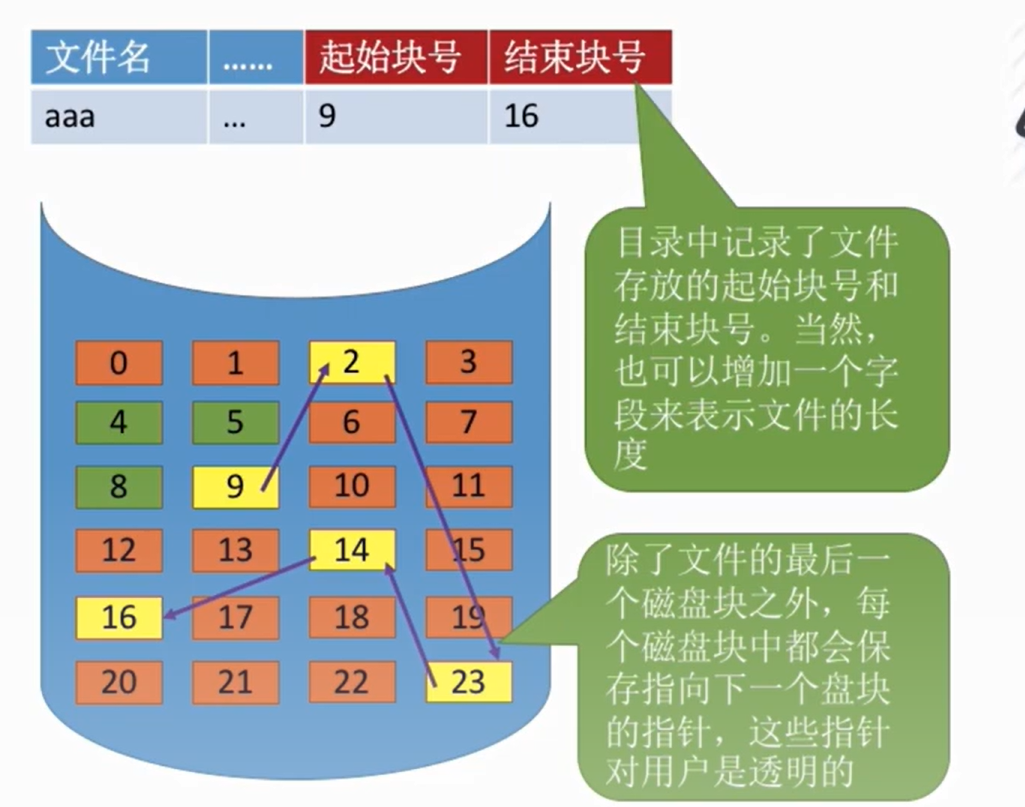 文件名 …… 起始块号 结束块号
aaa ... 9 16
目录中记录了文件
存放的起始块号和
结束块号。当然，
也可以增加一个字
段来表示文件的长
度
0 1 2 3
4 5 6 7
8 9 10 11
12 13 14 15
16 17 18 19
20 21 22 23
除了文件的最后一
个磁盘块之外，每
个磁盘块中都会保
存指向下一个盘块
的指针，这些指针
对用户是透明的